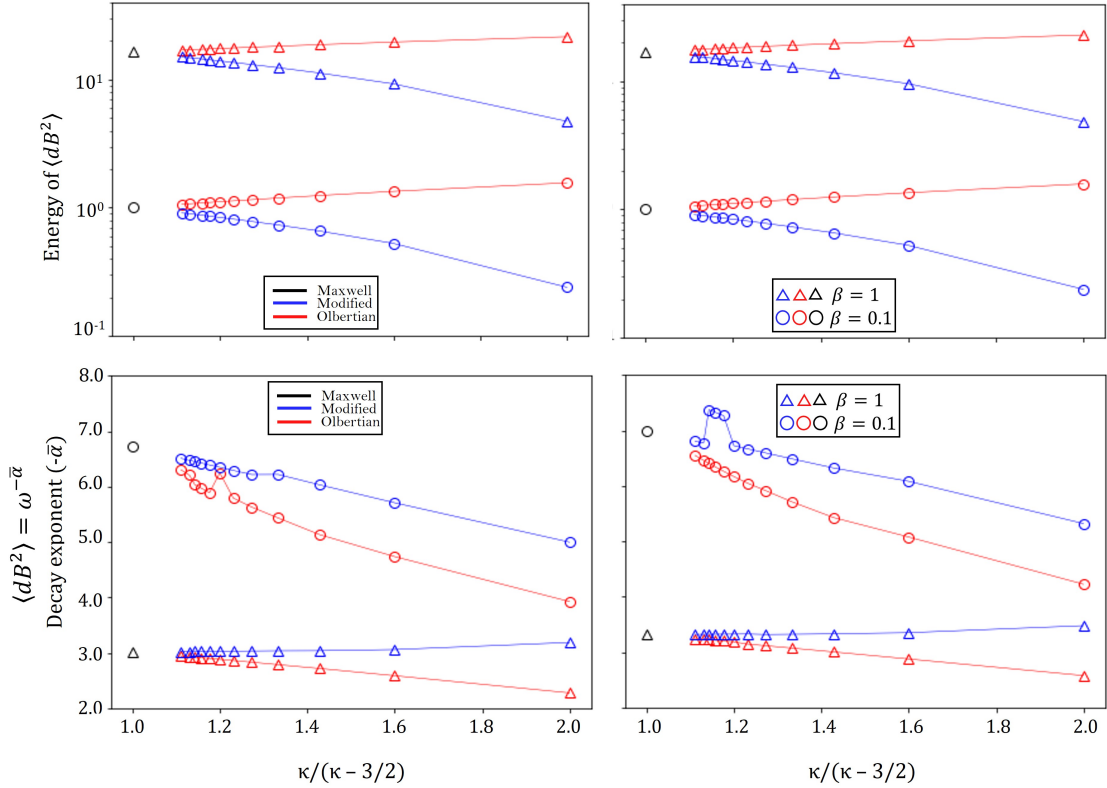 Energy of ⟨dB²⟩
10¹
10⁰
10⁻¹
Maxwell
Modified
Olbertian
β = 1
β = 0.1
⟨dB²⟩ = ω^{-ᾱ}
Decay exponent (-ᾱ)
8.0
7.0
6.0
5.0
4.0
3.0
2.0
Maxwell
Modified
Olbertian
β = 1
β = 0.1
1.0 1.2 1.4 1.6 1.8 2.0
1.0 1.2 1.4 1.6 1.8 2.0
κ/(κ – 3/2)
κ/(κ – 3/2)